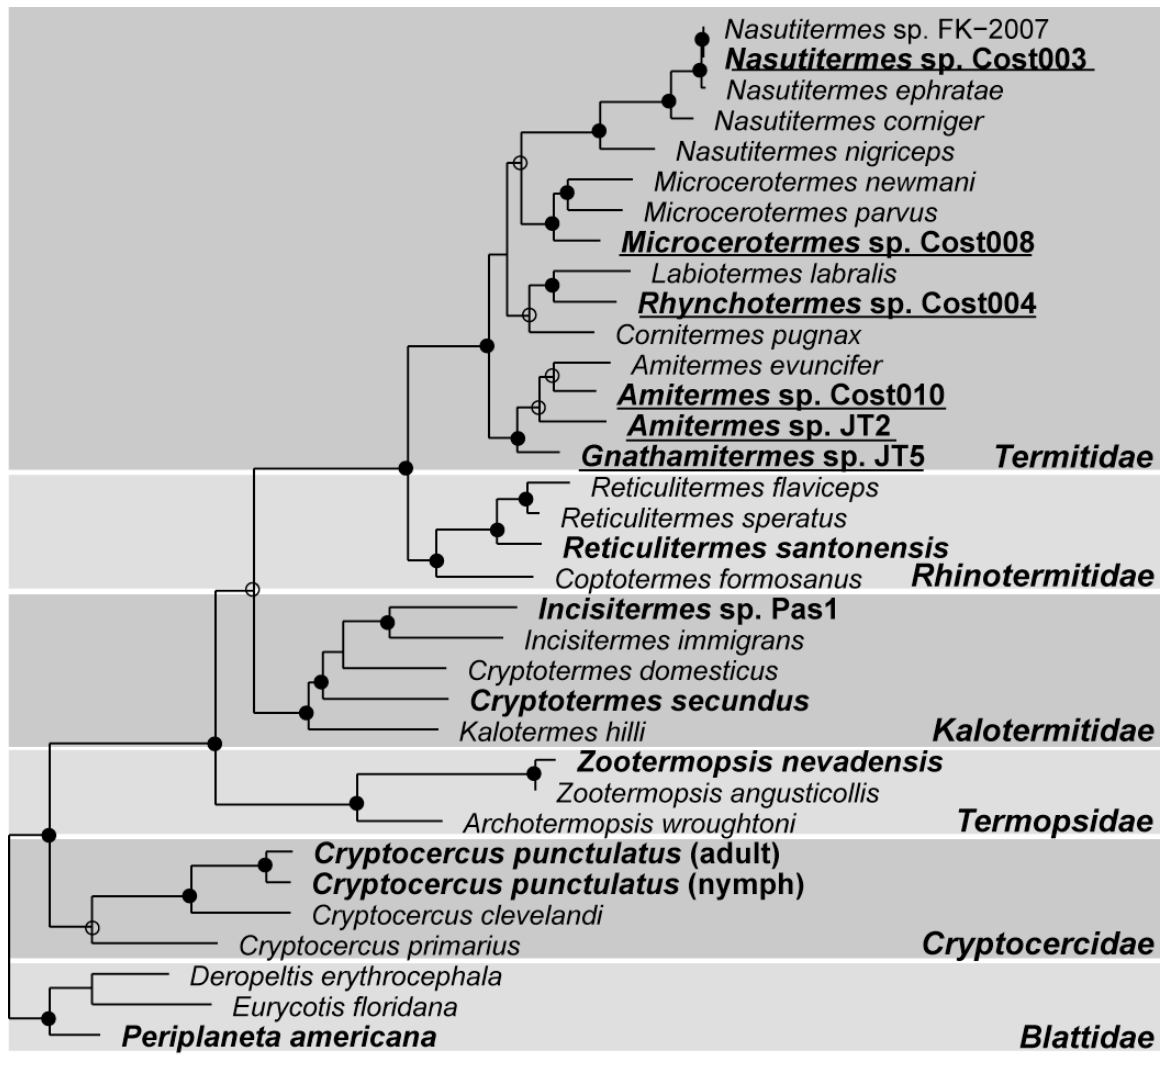 Nasutitermes sp. FK−2007
Nasutitermes sp. Cost003
Nasutitermes ephratae
Nasutitermes corniger
Nasutitermes nigriceps
Microcerotermes newmani
Microcerotermes parvus
Microcerotermes sp. Cost008
Labiotermes labralis
Rhynchotermes sp. Cost004
Cornitermes pugnax
Amitermes evuncifer
Amitermes sp. Cost010
Amitermes sp. JT2
Gnathamitermes sp. JT5 Termitidae
Reticulitermes flaviceps
Reticulitermes speratus
Reticulitermes santonensis
Coptotermes formosanus Rhinotermitidae
Incisitermes sp. Pas1
Incisitermes immigrans
Cryptotermes domesticus
Cryptotermes secundus
Kalotermes hilli Kalotermitidae
Zootermopsis nevadensis
Zootermopsis angusticollis
Archotermopsis wroughtoni Termopsidae
Cryptocercus punctulatus (adult)
Cryptocercus punctulatus (nymph)
Cryptocercus clevelandi
Cryptocercus primarius Cryptocercidae
Deropeltis erythrocephala
Eurycotis floridana
Periplaneta americana Blattidae